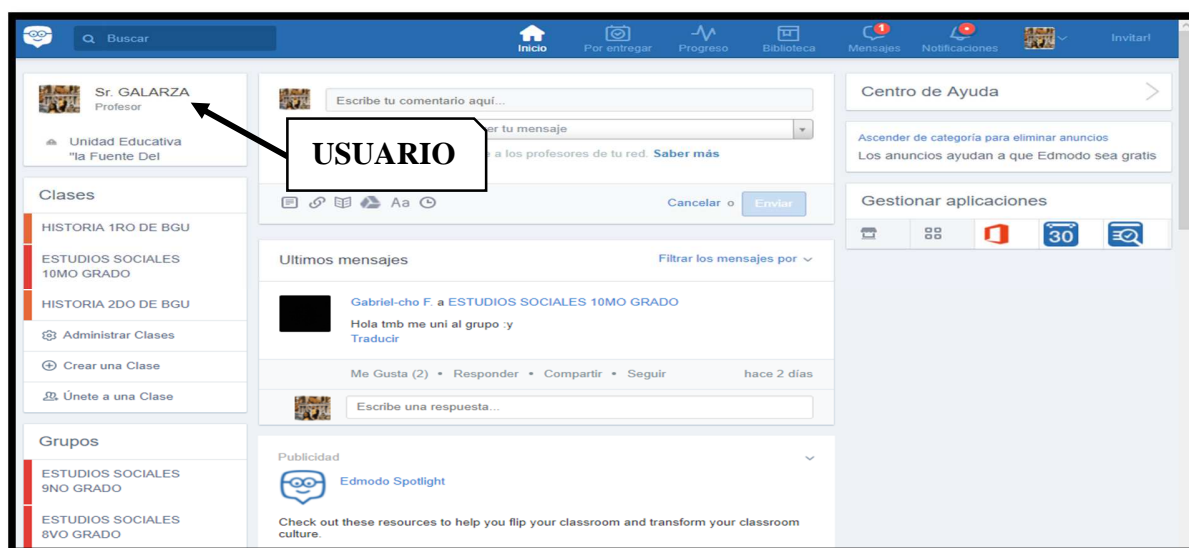 Buscar
Inicio
Por entregar
Progreso
Biblioteca
1
Mensajes
Notificaciones
Invitar!
Sr. GALARZA
Profesor
Unidad Educativa
"la Fuente Del
Clases
HISTORIA 1RO DE BGU
ESTUDIOS SOCIALES
10MO GRADO
HISTORIA 2DO DE BGU
Administrar Clases
Crear una Clase
Únete a una Clase
Grupos
ESTUDIOS SOCIALES
9NO GRADO
ESTUDIOS SOCIALES
8VO GRADO
USUARIO
Escribe tu comentario aquí...
er tu mensaje
a los profesores de tu red. Saber más
Aa
Cancelar o Enviar
Ultimos mensajes
Filtrar los mensajes por
Gabriel-cho F. a ESTUDIOS SOCIALES 10MO GRADO
Hola tmb me uni al grupo :y
Traducir
Me Gusta (2) • Responder • Compartir • Seguir
hace 2 días
Escribe una respuesta...
Publicidad
Edmodo Spotlight
Check out these resources to help you flip your classroom and transform your classroom
culture.
Centro de Ayuda
Ascender de categoría para eliminar anuncios
Los anuncios ayudan a que Edmodo sea gratis
Gestionar aplicaciones
30